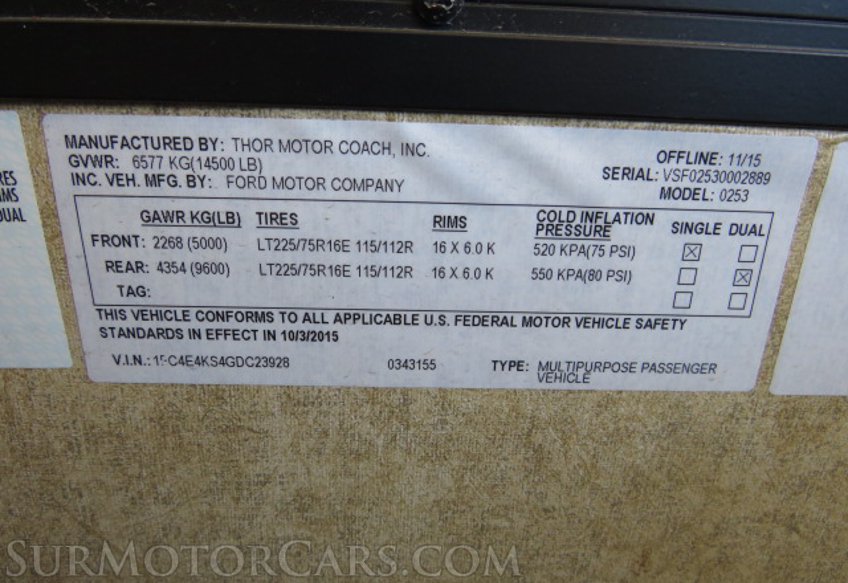 MANUFACTURED BY: THOR MOTOR COACH, INC.
GVWR: 6577 KG(14500 LB)
INC. VEH. MFG. BY: FORD MOTOR COMPANY
OFFLINE: 11/15
SERIAL: VSF02530002889
MODEL: 0253
GAWR KG(LB) TIRES RIMS COLD INFLATION PRESSURE SINGLE DUAL
FRONT: 2268 (5000) LT225/75R16E 115/112R 16 X 6.0 K 520 KPA(75 PSI) ☒ ☐
REAR: 4354 (9600) LT225/75R16E 115/112R 16 X 6.0 K 550 KPA(80 PSI) ☐ ☒
TAG: ☐ ☐
THIS VEHICLE CONFORMS TO ALL APPLICABLE U.S. FEDERAL MOTOR VEHICLE SAFETY
STANDARDS IN EFFECT IN 10/3/2015
V.I.N.: 0343155 TYPE: MULTIPURPOSE PASSENGER
VEHICLE
DUAL
SurMotorCars.com